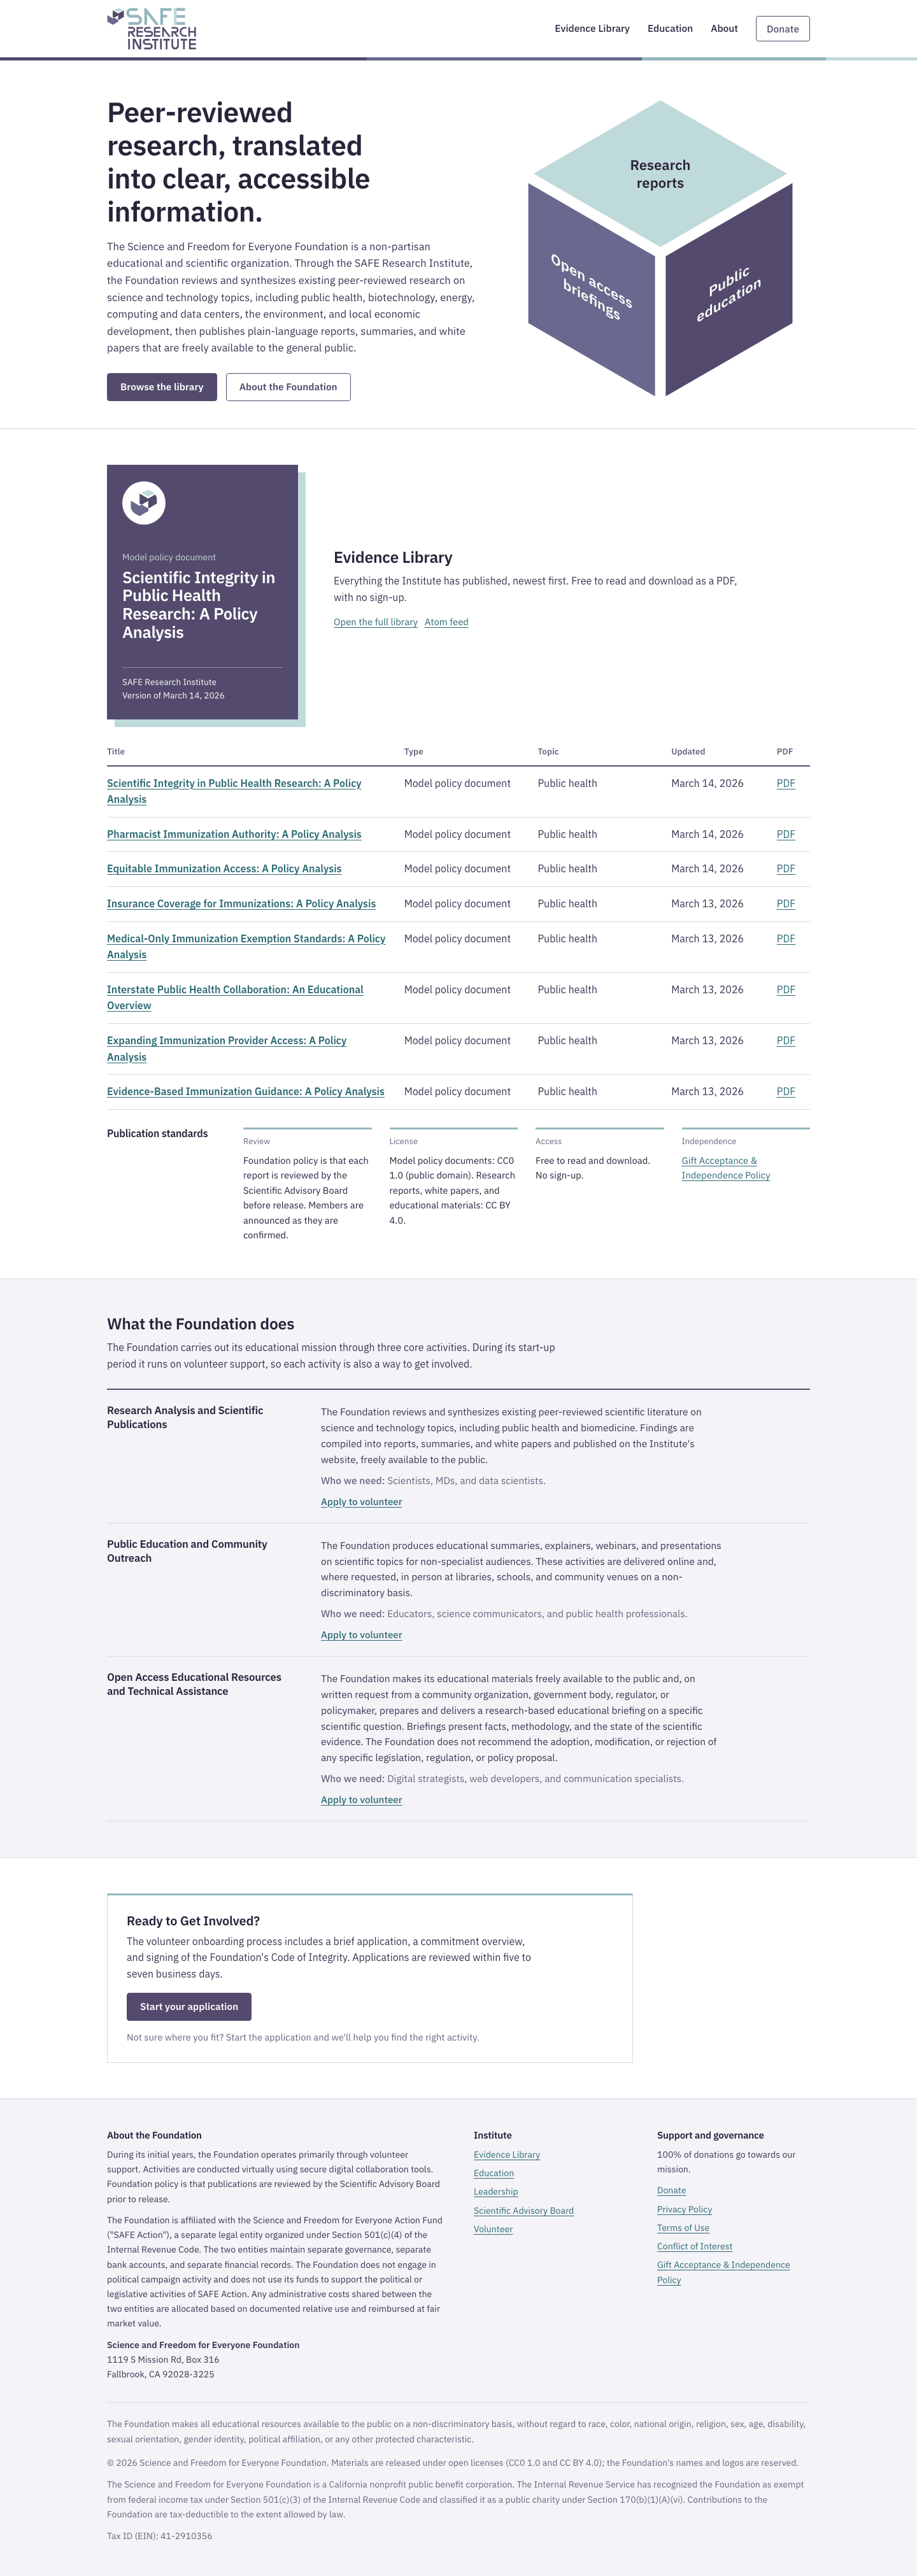 SAFE
RESEARCH
INSTITUTE
Evidence Library
Education
About
Donate
Peer-reviewed
research, translated
into clear, accessible
information.
The Science and Freedom for Everyone Foundation is a non-partisan
educational and scientific organization. Through the SAFE Research Institute,
the Foundation reviews and synthesizes existing peer-reviewed research on
science and technology topics, including public health, biotechnology, energy,
computing and data centers, the environment, and local economic
development, then publishes plain-language reports, summaries, and white
papers that are freely available to the general public.
Browse the library
About the Foundation
Research
reports
Open access
briefings
Public
education
Model policy document
Scientific Integrity in
Public Health
Research: A Policy
Analysis
SAFE Research Institute
Version of March 14, 2026
Evidence Library
Everything the Institute has published, newest first. Free to read and download as a PDF,
with no sign-up.
Open the full library Atom feed
Title Type Topic Updated PDF
Scientific Integrity in Public Health Research: A Policy Model policy document Public health March 14, 2026 PDF
Analysis
Pharmacist Immunization Authority: A Policy Analysis Model policy document Public health March 14, 2026 PDF
Equitable Immunization Access: A Policy Analysis Model policy document Public health March 14, 2026 PDF
Insurance Coverage for Immunizations: A Policy Analysis Model policy document Public health March 13, 2026 PDF
Medical-Only Immunization Exemption Standards: A Policy Model policy document Public health March 13, 2026 PDF
Analysis
Interstate Public Health Collaboration: An Educational Model policy document Public health March 13, 2026 PDF
Overview
Expanding Immunization Provider Access: A Policy Model policy document Public health March 13, 2026 PDF
Analysis
Evidence-Based Immunization Guidance: A Policy Analysis Model policy document Public health March 13, 2026 PDF
Publication standards
Review
Foundation policy is that each
report is reviewed by the
Scientific Advisory Board
before release. Members are
announced as they are
confirmed.
License
Model policy documents: CC0
1.0 (public domain). Research
reports, white papers, and
educational materials: CC BY
4.0.
Access
Free to read and download.
No sign-up.
Independence
Gift Acceptance &
Independence Policy
What the Foundation does
The Foundation carries out its educational mission through three core activities. During its start-up
period it runs on volunteer support, so each activity is also a way to get involved.
Research Analysis and Scientific
Publications
The Foundation reviews and synthesizes existing peer-reviewed scientific literature on
science and technology topics, including public health and biomedicine. Findings are
compiled into reports, summaries, and white papers and published on the Institute's
website, freely available to the public.
Who we need: Scientists, MDs, and data scientists.
Apply to volunteer
Public Education and Community
Outreach
The Foundation produces educational summaries, explainers, webinars, and presentations
on scientific topics for non-specialist audiences. These activities are delivered online and,
where requested, in person at libraries, schools, and community venues on a non-
discriminatory basis.
Who we need: Educators, science communicators, and public health professionals.
Apply to volunteer
Open Access Educational Resources
and Technical Assistance
The Foundation makes its educational materials freely available to the public and, on
written request from a community organization, government body, regulator, or
policymaker, prepares and delivers a research-based educational briefing on a specific
scientific question. Briefings present facts, methodology, and the state of the scientific
evidence. The Foundation does not recommend the adoption, modification, or rejection of
any specific legislation, regulation, or policy proposal.
Who we need: Digital strategists, web developers, and communication specialists.
Apply to volunteer
Ready to Get Involved?
The volunteer onboarding process includes a brief application, a commitment overview,
and signing of the Foundation's Code of Integrity. Applications are reviewed within five to
seven business days.
Start your application
Not sure where you fit? Start the application and we'll help you find the right activity.
About the Foundation
During its initial years, the Foundation operates primarily through volunteer
support. Activities are conducted virtually using secure digital collaboration tools.
Foundation policy is that publications are reviewed by the Scientific Advisory Board
prior to release.
The Foundation is affiliated with the Science and Freedom for Everyone Action Fund
("SAFE Action"), a separate legal entity organized under Section 501(c)(4) of the
Internal Revenue Code. The two entities maintain separate governance, separate
bank accounts, and separate financial records. The Foundation does not engage in
political campaign activity and does not use its funds to support the political or
legislative activities of SAFE Action. Any administrative costs shared between the
two entities are allocated based on documented relative use and reimbursed at fair
market value.
Science and Freedom for Everyone Foundation
1119 S Mission Rd, Box 316
Fallbrook, CA 92028-3225
Institute
Evidence Library
Education
Leadership
Scientific Advisory Board
Volunteer
Support and governance
100% of donations go towards our
mission.
Donate
Privacy Policy
Terms of Use
Conflict of Interest
Gift Acceptance & Independence
Policy
The Foundation makes all educational resources available to the public on a non-discriminatory basis, without regard to race, color, national origin, religion, sex, age, disability,
sexual orientation, gender identity, political affiliation, or any other protected characteristic.
© 2026 Science and Freedom for Everyone Foundation. Materials are released under open licenses (CC0 1.0 and CC BY 4.0); the Foundation's names and logos are reserved.
The Science and Freedom for Everyone Foundation is a California nonprofit public benefit corporation. The Internal Revenue Service has recognized the Foundation as exempt
from federal income tax under Section 501(c)(3) of the Internal Revenue Code and classified it as a public charity under Section 170(b)(1)(A)(vi). Contributions to the
Foundation are tax-deductible to the extent allowed by law.
Tax ID (EIN): 41-2910356